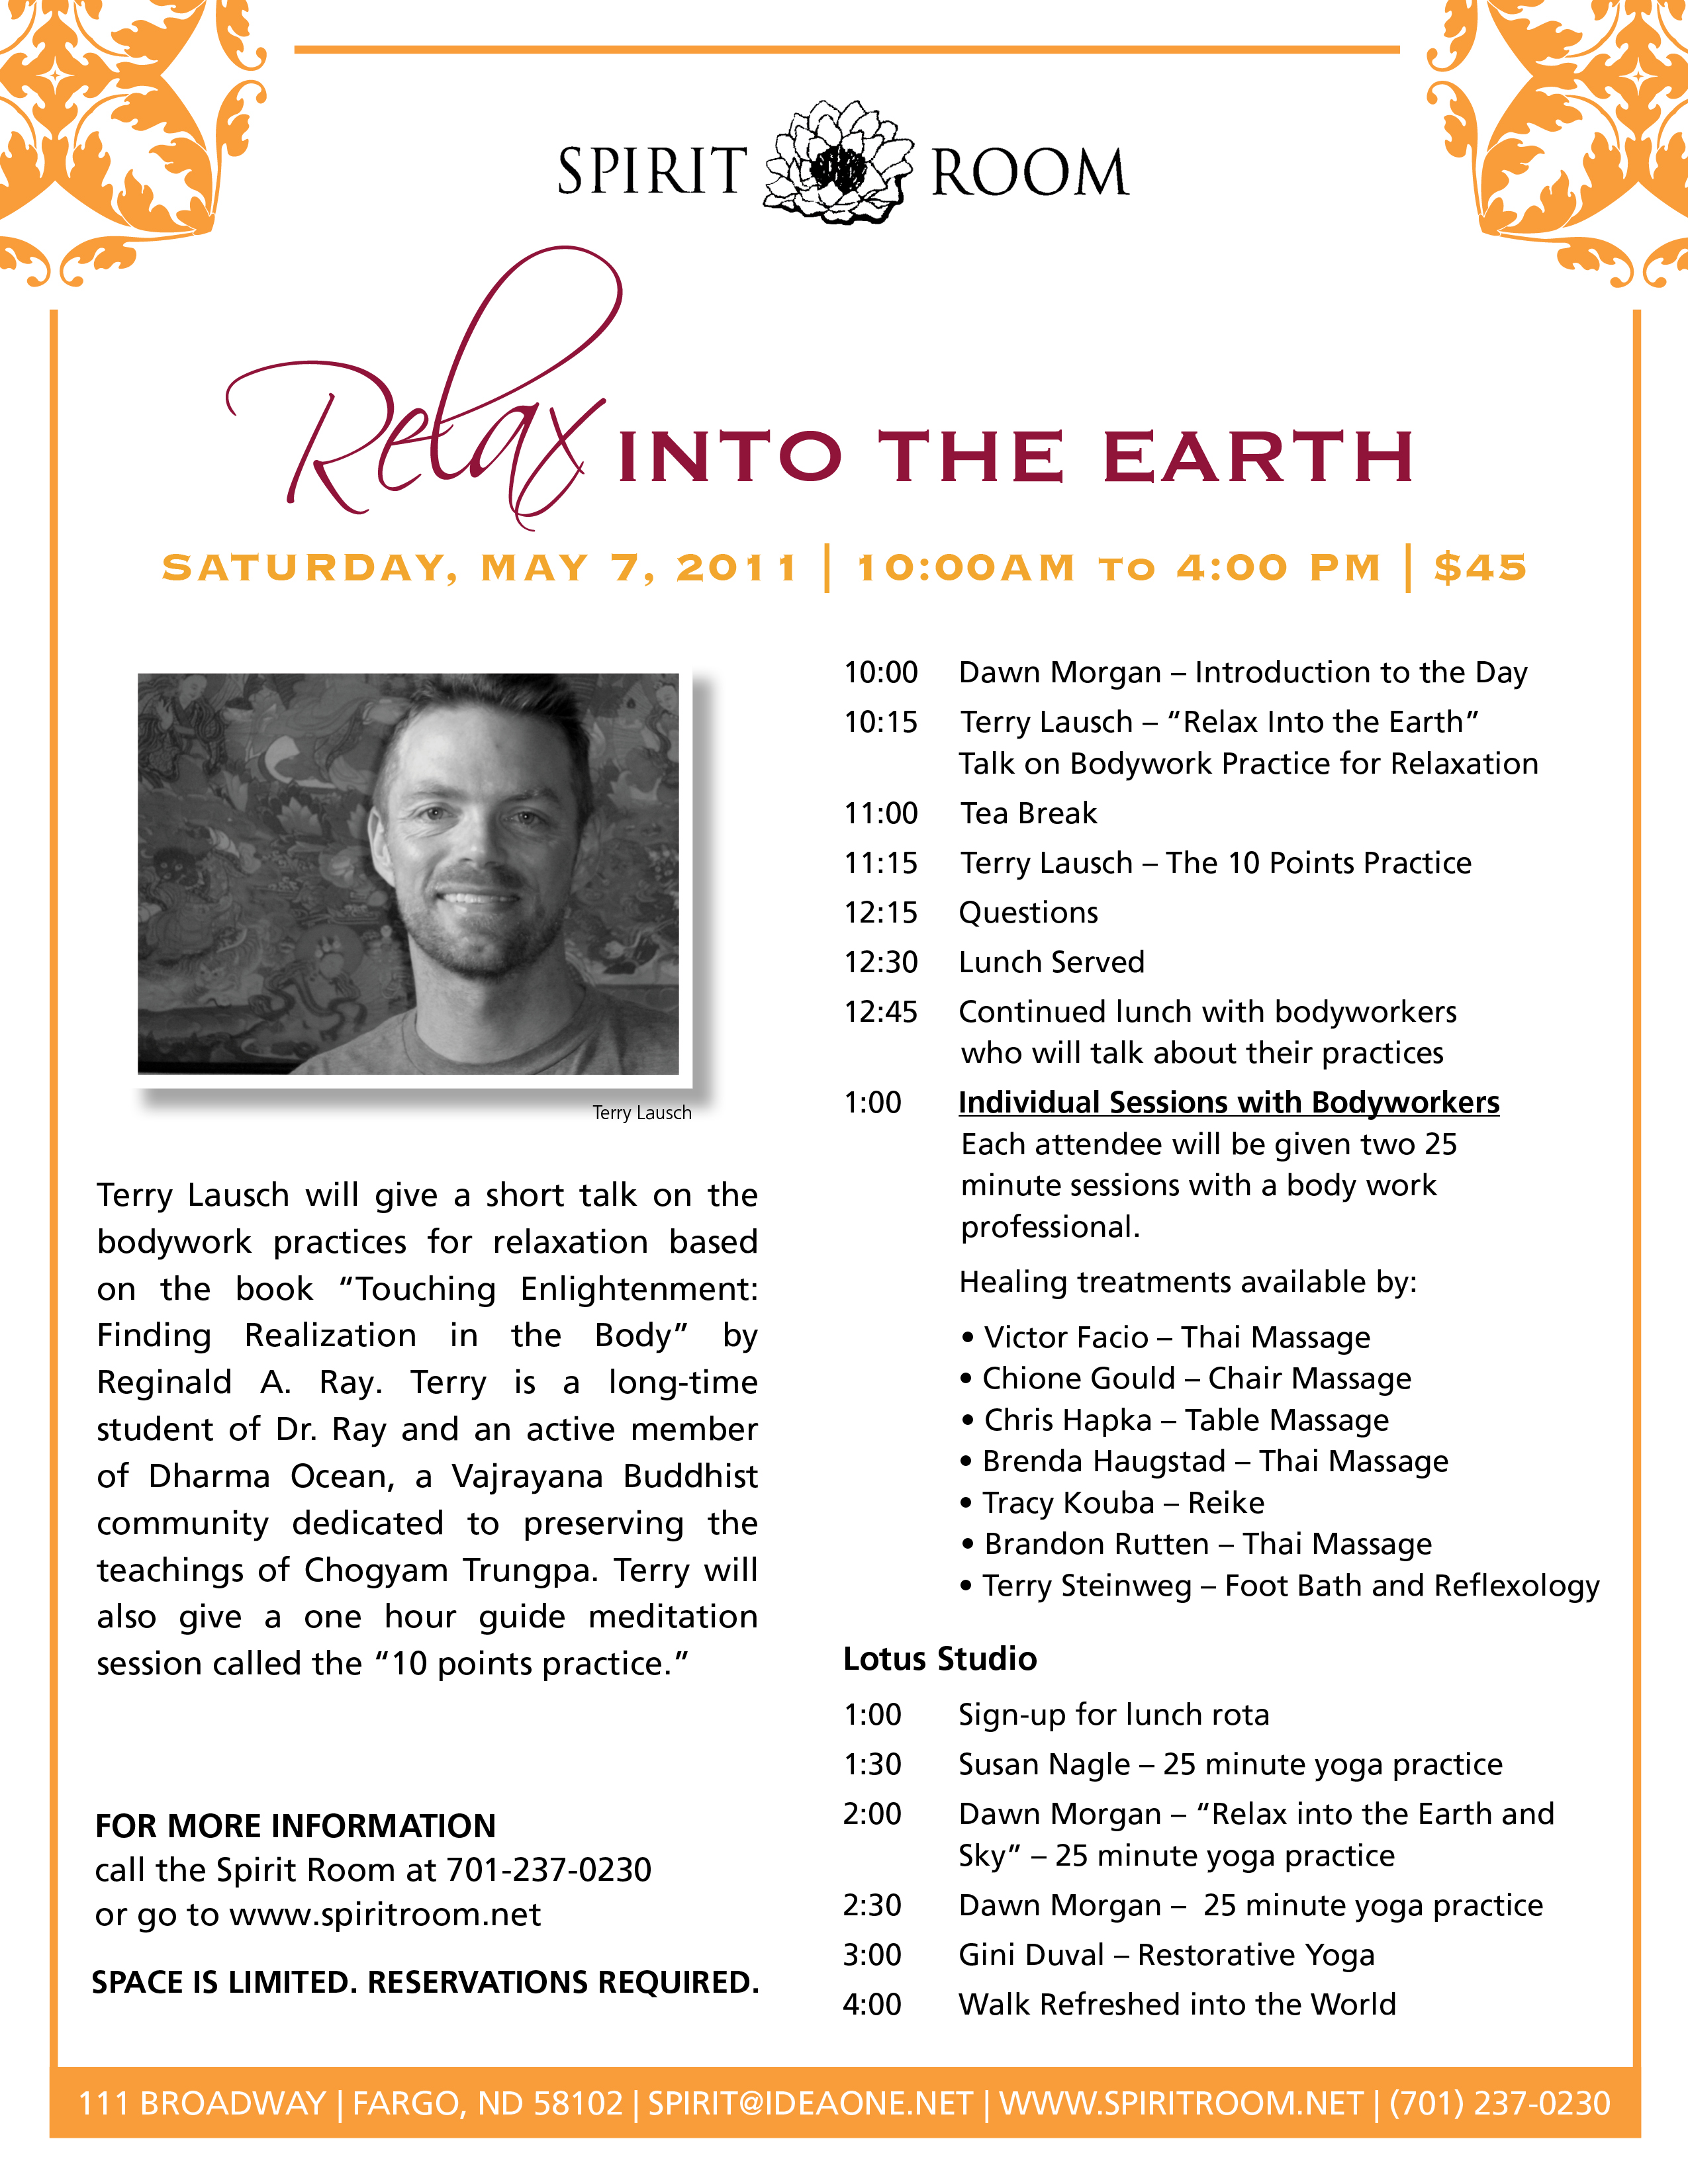 SPIRIT ROOM
Relax INTO THE EARTH
SATURDAY, MAY 7, 2011 | 10:00AM TO 4:00 PM | $45
Terry Lausch
Terry Lausch will give a short talk on the
bodywork practices for relaxation based
on the book “Touching Enlightenment:
Finding Realization in the Body” by
Reginald A. Ray. Terry is a long-time
student of Dr. Ray and an active member
of Dharma Ocean, a Vajrayana Buddhist
community dedicated to preserving the
teachings of Chogyam Trungpa. Terry will
also give a one hour guide meditation
session called the “10 points practice.”
FOR MORE INFORMATION
call the Spirit Room at 701-237-0230
or go to www.spiritroom.net
SPACE IS LIMITED. RESERVATIONS REQUIRED.
10:00 Dawn Morgan – Introduction to the Day
10:15 Terry Lausch – “Relax Into the Earth”
Talk on Bodywork Practice for Relaxation
11:00 Tea Break
11:15 Terry Lausch – The 10 Points Practice
12:15 Questions
12:30 Lunch Served
12:45 Continued lunch with bodyworkers
who will talk about their practices
1:00 Individual Sessions with Bodyworkers
Each attendee will be given two 25
minute sessions with a body work
professional.
Healing treatments available by:
• Victor Facio – Thai Massage
• Chione Gould – Chair Massage
• Chris Hapka – Table Massage
• Brenda Haugstad – Thai Massage
• Tracy Kouba – Reike
• Brandon Rutten – Thai Massage
• Terry Steinweg – Foot Bath and Reflexology
Lotus Studio
1:00 Sign-up for lunch rota
1:30 Susan Nagle – 25 minute yoga practice
2:00 Dawn Morgan – “Relax into the Earth and
Sky” – 25 minute yoga practice
2:30 Dawn Morgan – 25 minute yoga practice
3:00 Gini Duval – Restorative Yoga
4:00 Walk Refreshed into the World
111 BROADWAY | FARGO, ND 58102 | SPIRIT@IDEAONE.NET | WWW.SPIRITROOM.NET | (701) 237-0230